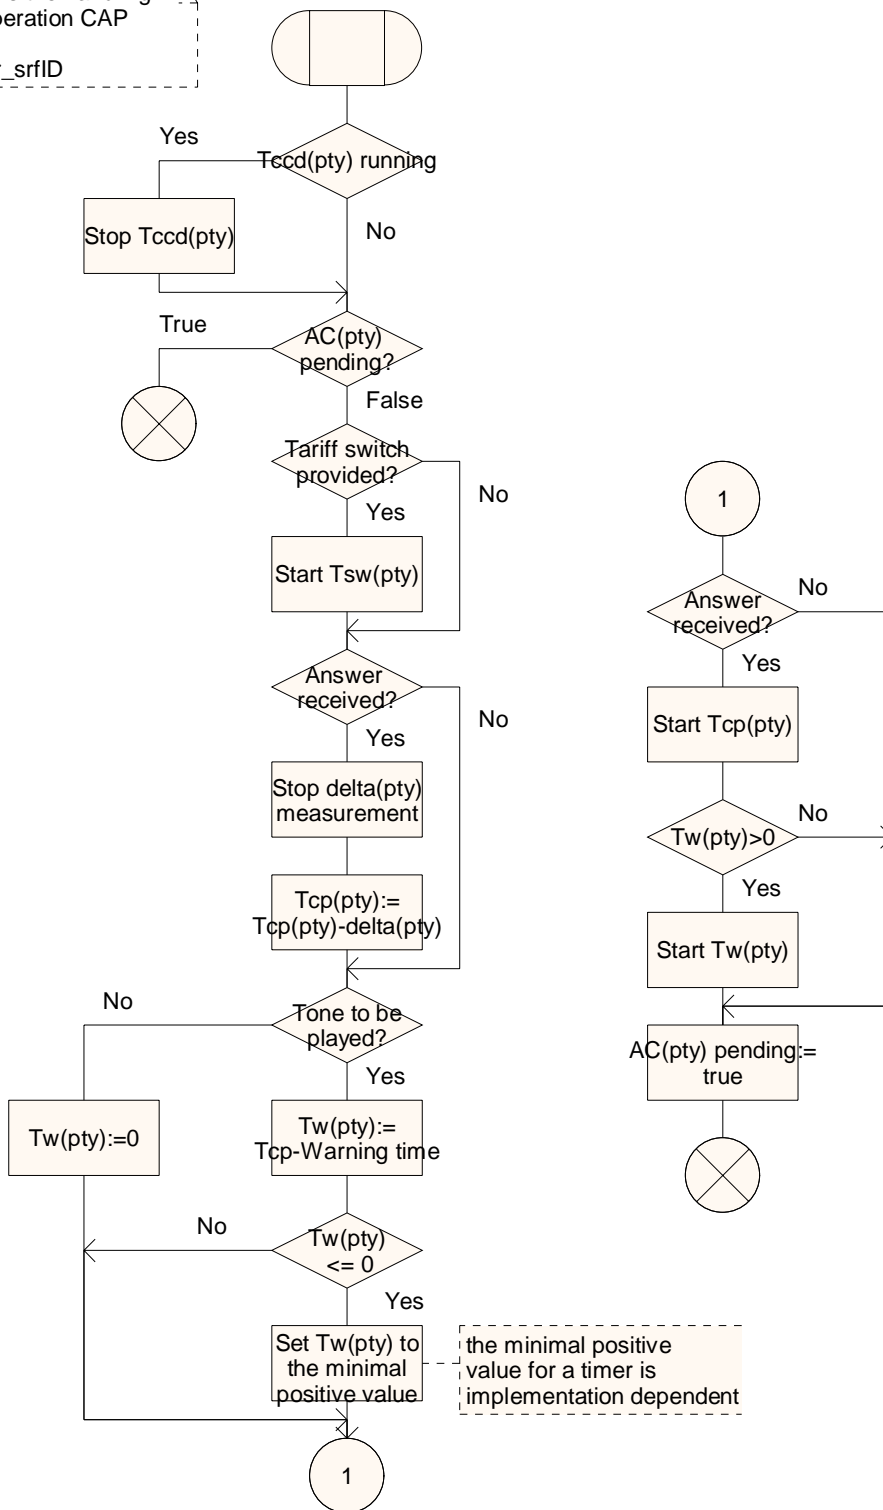 peration CAP
r_srfID
Yes
Tccd(pty) running
No
Stop Tccd(pty)
True
AC(pty)
pending?
False
Tariff switch
provided?
No
Yes
Start Tsw(pty)
Answer
received?
No
Yes
Stop delta(pty)
measurement
Tcp(pty):=
Tcp(pty)-delta(pty)
No
Tone to be
played?
Yes
Tw(pty):=0
Tw(pty):=
Tcp-Warning time
No
Tw(pty)
<= 0
Yes
Set Tw(pty) to
the minimal
positive value
the minimal positive
value for a timer is
implementation dependent
1
1
Answer
received?
No
Yes
Start Tcp(pty)
Tw(pty)>0
No
Yes
Start Tw(pty)
AC(pty) pending:=
true